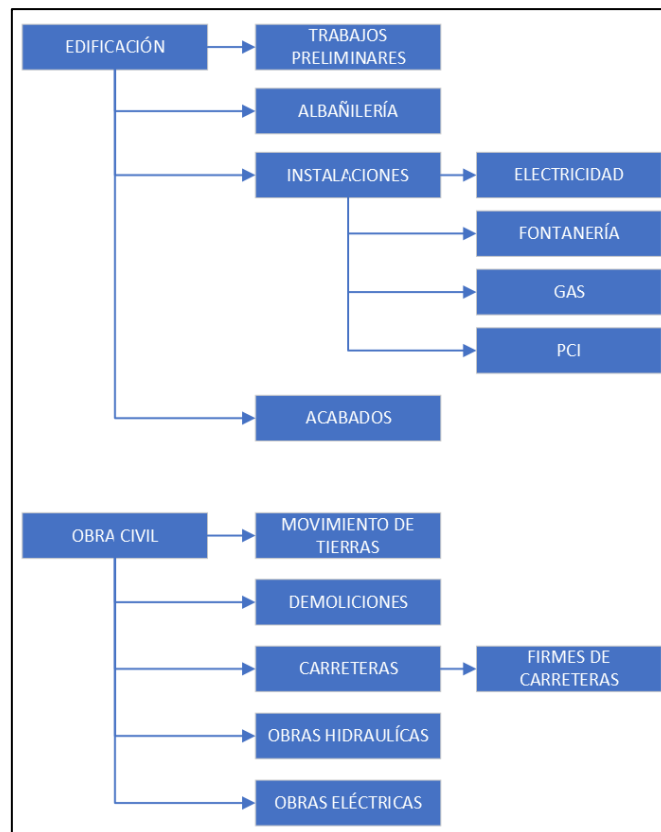 EDIFICACIÓN
TRABAJOS
PRELIMINARES
ALBAÑILERÍA
INSTALACIONES
ELECTRICIDAD
FONTANERÍA
GAS
PCI
ACABADOS
OBRA CIVIL
MOVIMIENTO DE
TIERRAS
DEMOLICIONES
CARRETERAS
FIRMES DE
CARRETERAS
OBRAS HIDRAULÍCAS
OBRAS ELÉCTRICAS